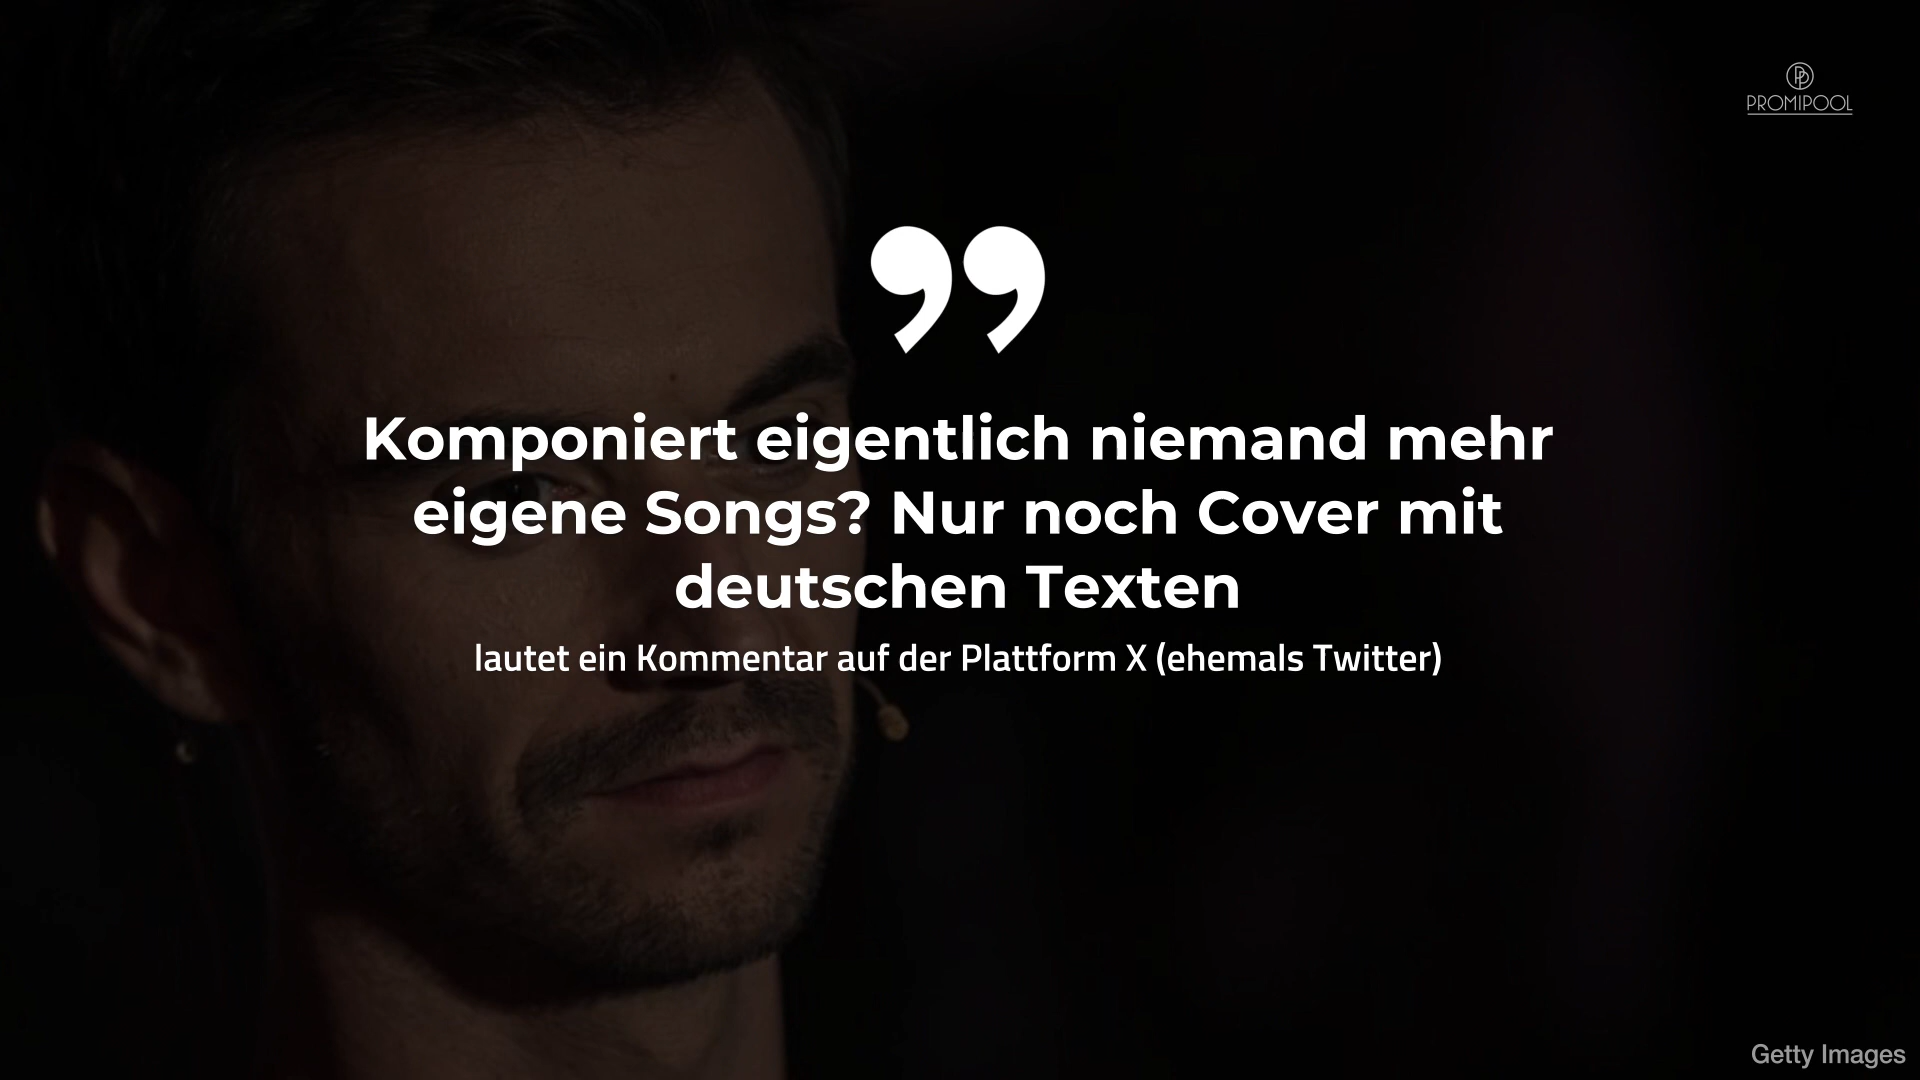 PROMIPOOL
”
Komponiert eigentlich niemand mehr
eigene Songs? Nur noch Cover mit
deutschen Texten
lautet ein Kommentar auf der Plattform X (ehemals Twitter)
Getty Images